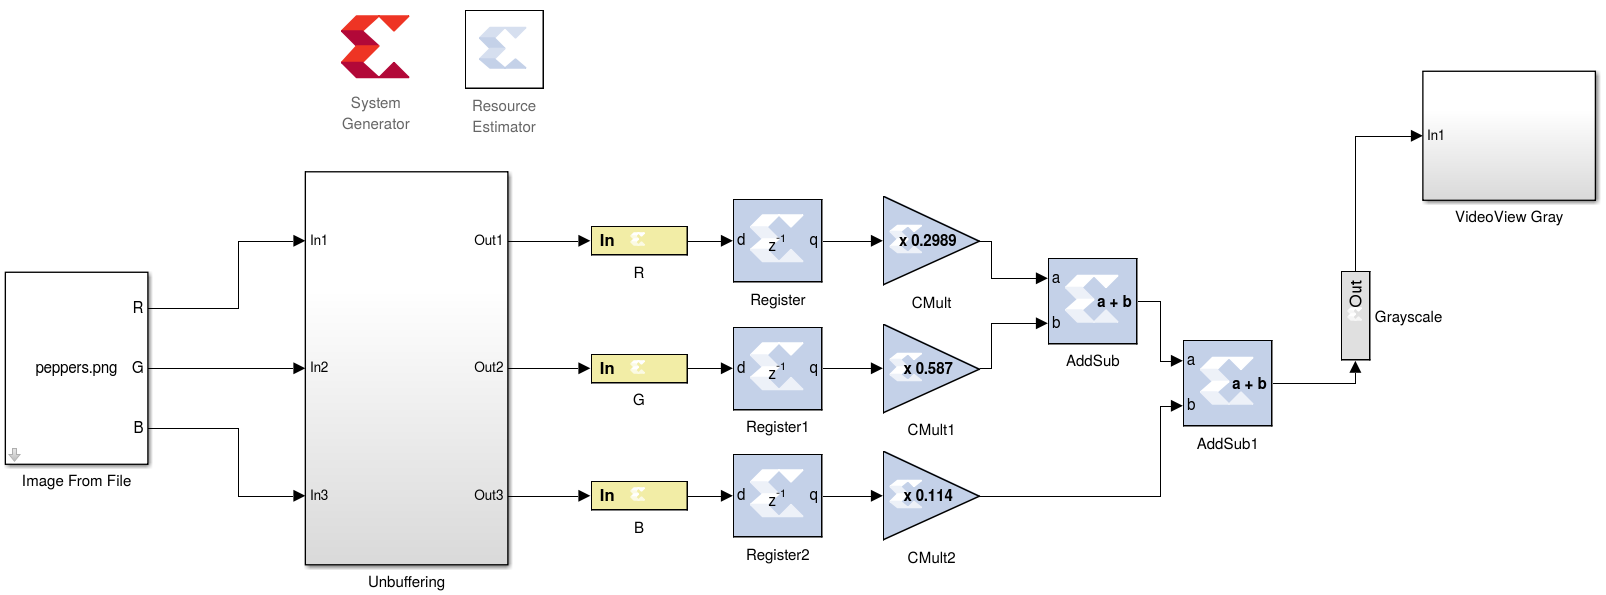 System
Generator
Resource
Estimator
In1
VideoView Gray
R
peppers.png
G
B
Image From File
In1
In2
In3
Out1
Out2
Out3
Unbuffering
In
R
In
G
In
B
d
z-1
q
Register
d
z-1
q
Register1
d
z-1
q
Register2
x 0.2989
CMult
x 0.587
CMult1
x 0.114
CMult2
a
b
a + b
AddSub
a
b
a + b
AddSub1
Out
Grayscale